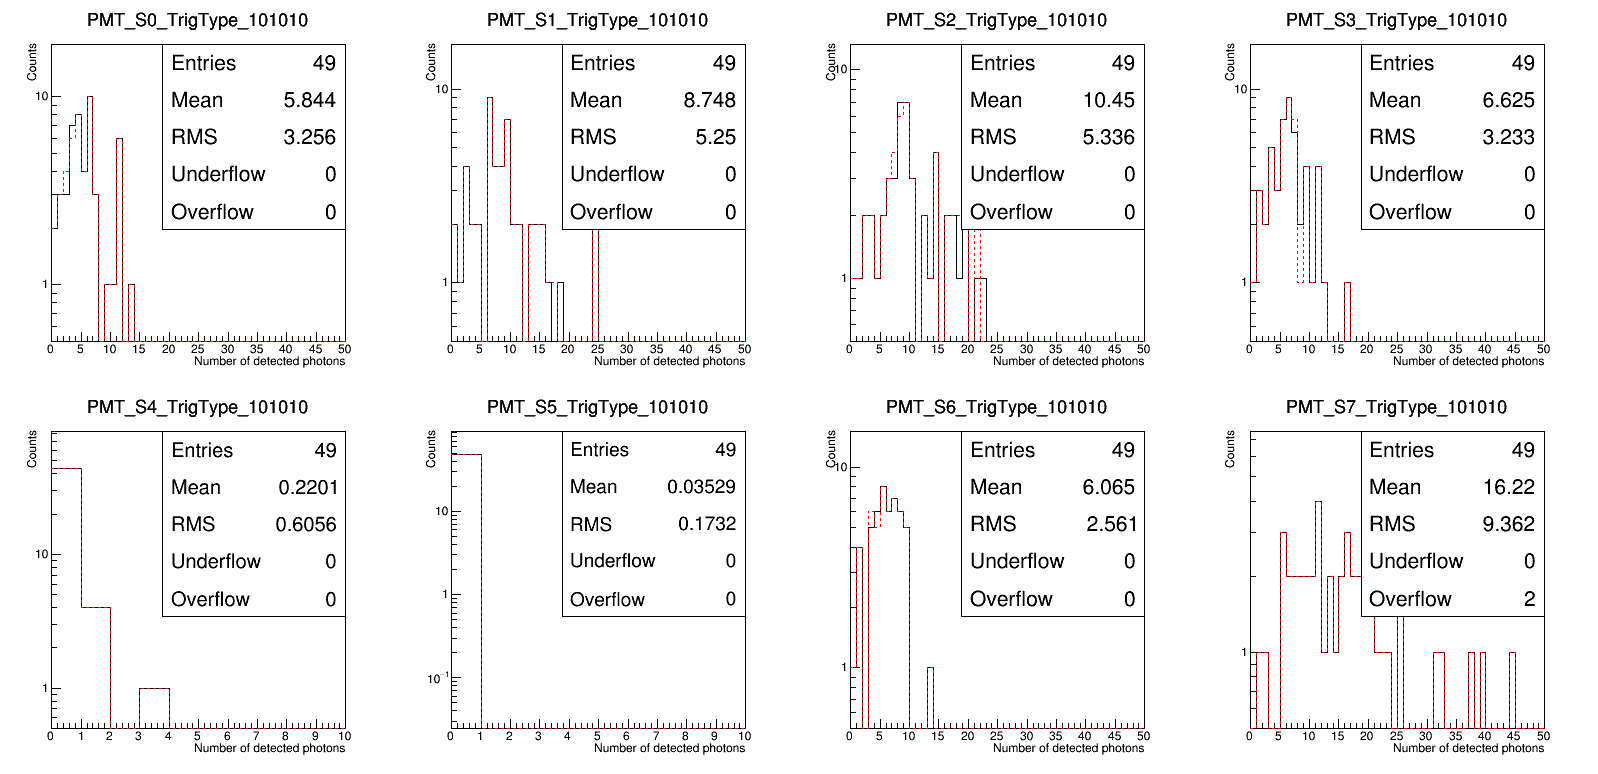 PMT_S0_TrigType_101010
Counts
Entries 49
Mean 5.844
RMS 3.256
Underflow 0
Overflow 0
10
1
0 5 10 15 20 25 30 35 40 45 50
Number of detected photons
PMT_S1_TrigType_101010
Counts
Entries 49
Mean 8.748
RMS 5.25
Underflow 0
Overflow 0
10
1
0 5 10 15 20 25 30 35 40 45 50
Number of detected photons
PMT_S2_TrigType_101010
Counts
Entries 49
Mean 10.45
RMS 5.336
Underflow 0
Overflow 0
10
1
0 5 10 15 20 25 30 35 40 45 50
Number of detected photons
PMT_S3_TrigType_101010
Counts
Entries 49
Mean 6.625
RMS 3.233
Underflow 0
Overflow 0
10
1
0 5 10 15 20 25 30 35 40 45 50
Number of detected photons
PMT_S4_TrigType_101010
Counts
Entries 49
Mean 0.2201
RMS 0.6056
Underflow 0
Overflow 0
10
1
0 1 2 3 4 5 6 7 8 9 10
Number of detected photons
PMT_S5_TrigType_101010
Counts
Entries 49
Mean 0.03529
RMS 0.1732
Underflow 0
Overflow 0
10
1
10⁻¹
0 1 2 3 4 5 6 7 8 9 10
Number of detected photons
PMT_S6_TrigType_101010
Counts
Entries 49
Mean 6.065
RMS 2.561
Underflow 0
Overflow 0
10
1
0 5 10 15 20 25 30 35 40 45 50
Number of detected photons
PMT_S7_TrigType_101010
Counts
Entries 49
Mean 16.22
RMS 9.362
Underflow 0
Overflow 2
1
0 5 10 15 20 25 30 35 40 45 50
Number of detected photons